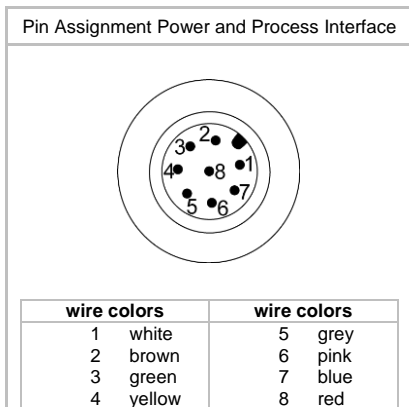 Pin Assignment Power and Process Interface
2
3
1
4
8
7
5
6
wire colors wire colors
1 white 5 grey
2 brown 6 pink
3 green 7 blue
4 yellow 8 red